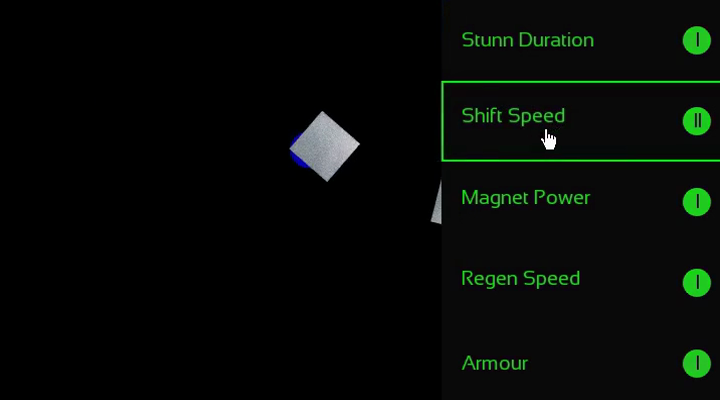 Stunn Duration I
Shift Speed II
Magnet Power I
Regen Speed I
Armour I